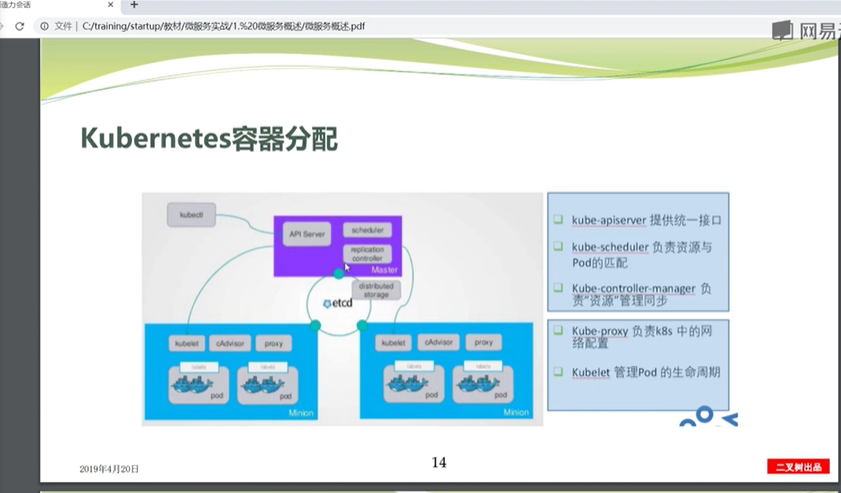 造力会话
文件 | C:/training/startup/教材/微服务实战/1.%20微服务概述/微服务概述.pdf
网易
Kubernetes容器分配
kubectl
API Server
scheduler
replication
controller
Master
distributed
storage
etcd
kubelet
cAdvisor
proxy
labels
labels
pod
pod
Minion
kubelet
cAdvisor
proxy
labels
labels
pod
pod
Minion
kube-apiserver 提供统一接口
kube-scheduler 负责资源与
Pod的匹配
Kube-controller-manager 负
责“资源”管理同步
Kube-proxy 负责k8s 中的网
络配置
Kubelet 管理Pod 的生命周期
2019年4月20日
14
二叉树出品